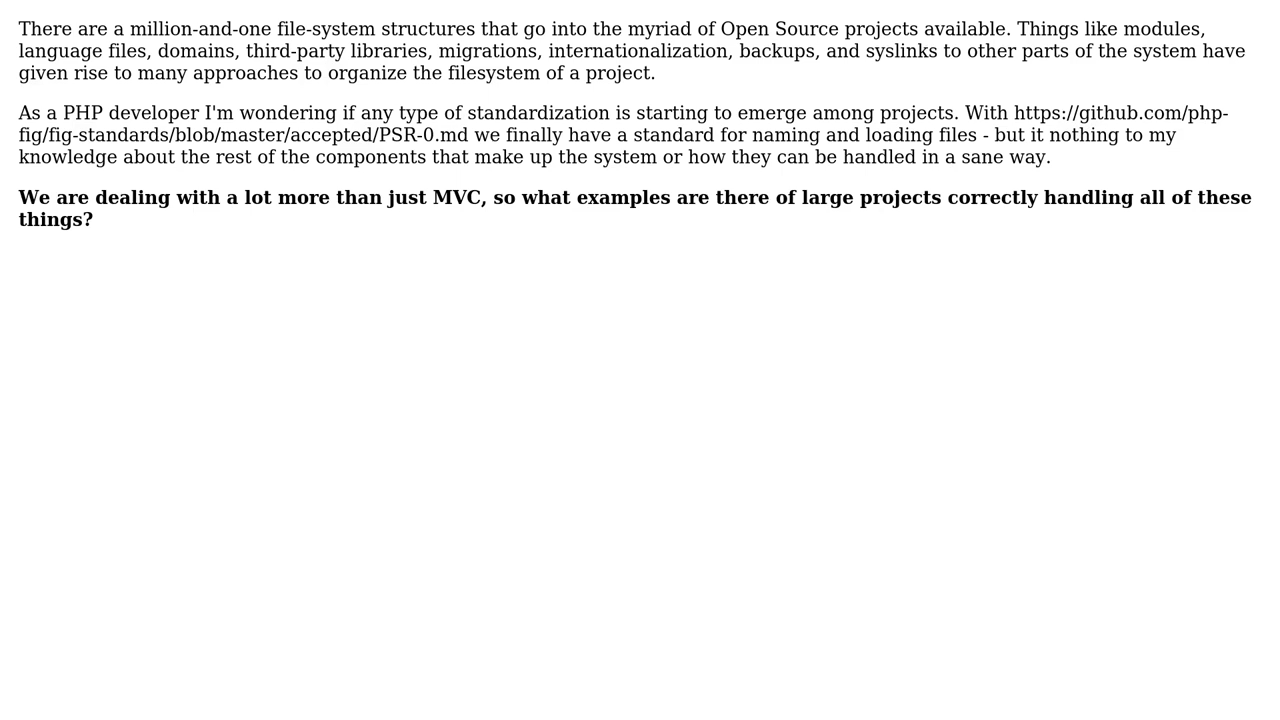 There are a million-and-one file-system structures that go into the myriad of Open Source projects available. Things like modules,
language files, domains, third-party libraries, migrations, internationalization, backups, and syslinks to other parts of the system have
given rise to many approaches to organize the filesystem of a project.
As a PHP developer I'm wondering if any type of standardization is starting to emerge among projects. With https://github.com/php-
fig/fig-standards/blob/master/accepted/PSR-0.md we finally have a standard for naming and loading files - but it nothing to my
knowledge about the rest of the components that make up the system or how they can be handled in a sane way.
We are dealing with a lot more than just MVC, so what examples are there of large projects correctly handling all of these
things?